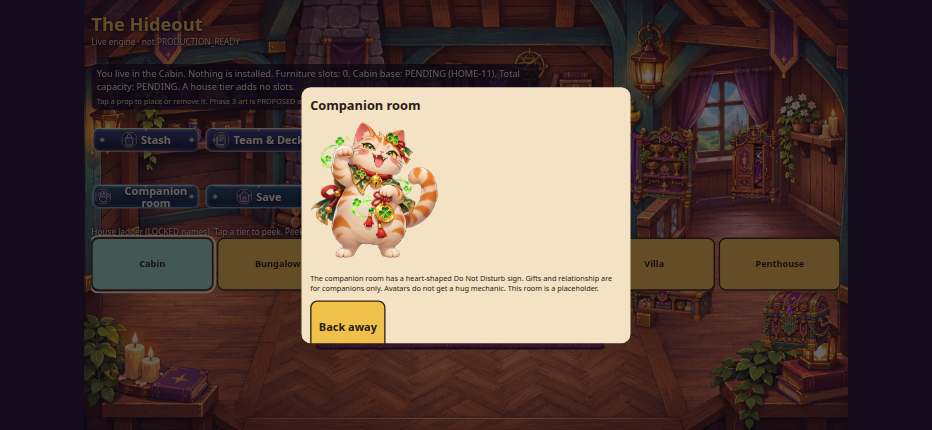 The Hideout
Live engine · not PRODUCTION_READY
You live in the Cabin. Nothing is installed. Furniture slots: 0, Cabin base: PENDING (HOME-11). Total
capacity: PENDING. A house tier adds no slots.
Tap a prop to place or remove it. Phase 3 art is PROPOSED
Stash
Team & Deck
Companion
room
Save
House ladder (LOCKED names). Tap a tier to peek.
Cabin
Bungalow
Villa
Penthouse
Companion room
The companion room has a heart-shaped Do Not Disturb sign. Gifts and relationship are
for companions only. Avatars do not get a hug mechanic. This room is a placeholder.
Back away